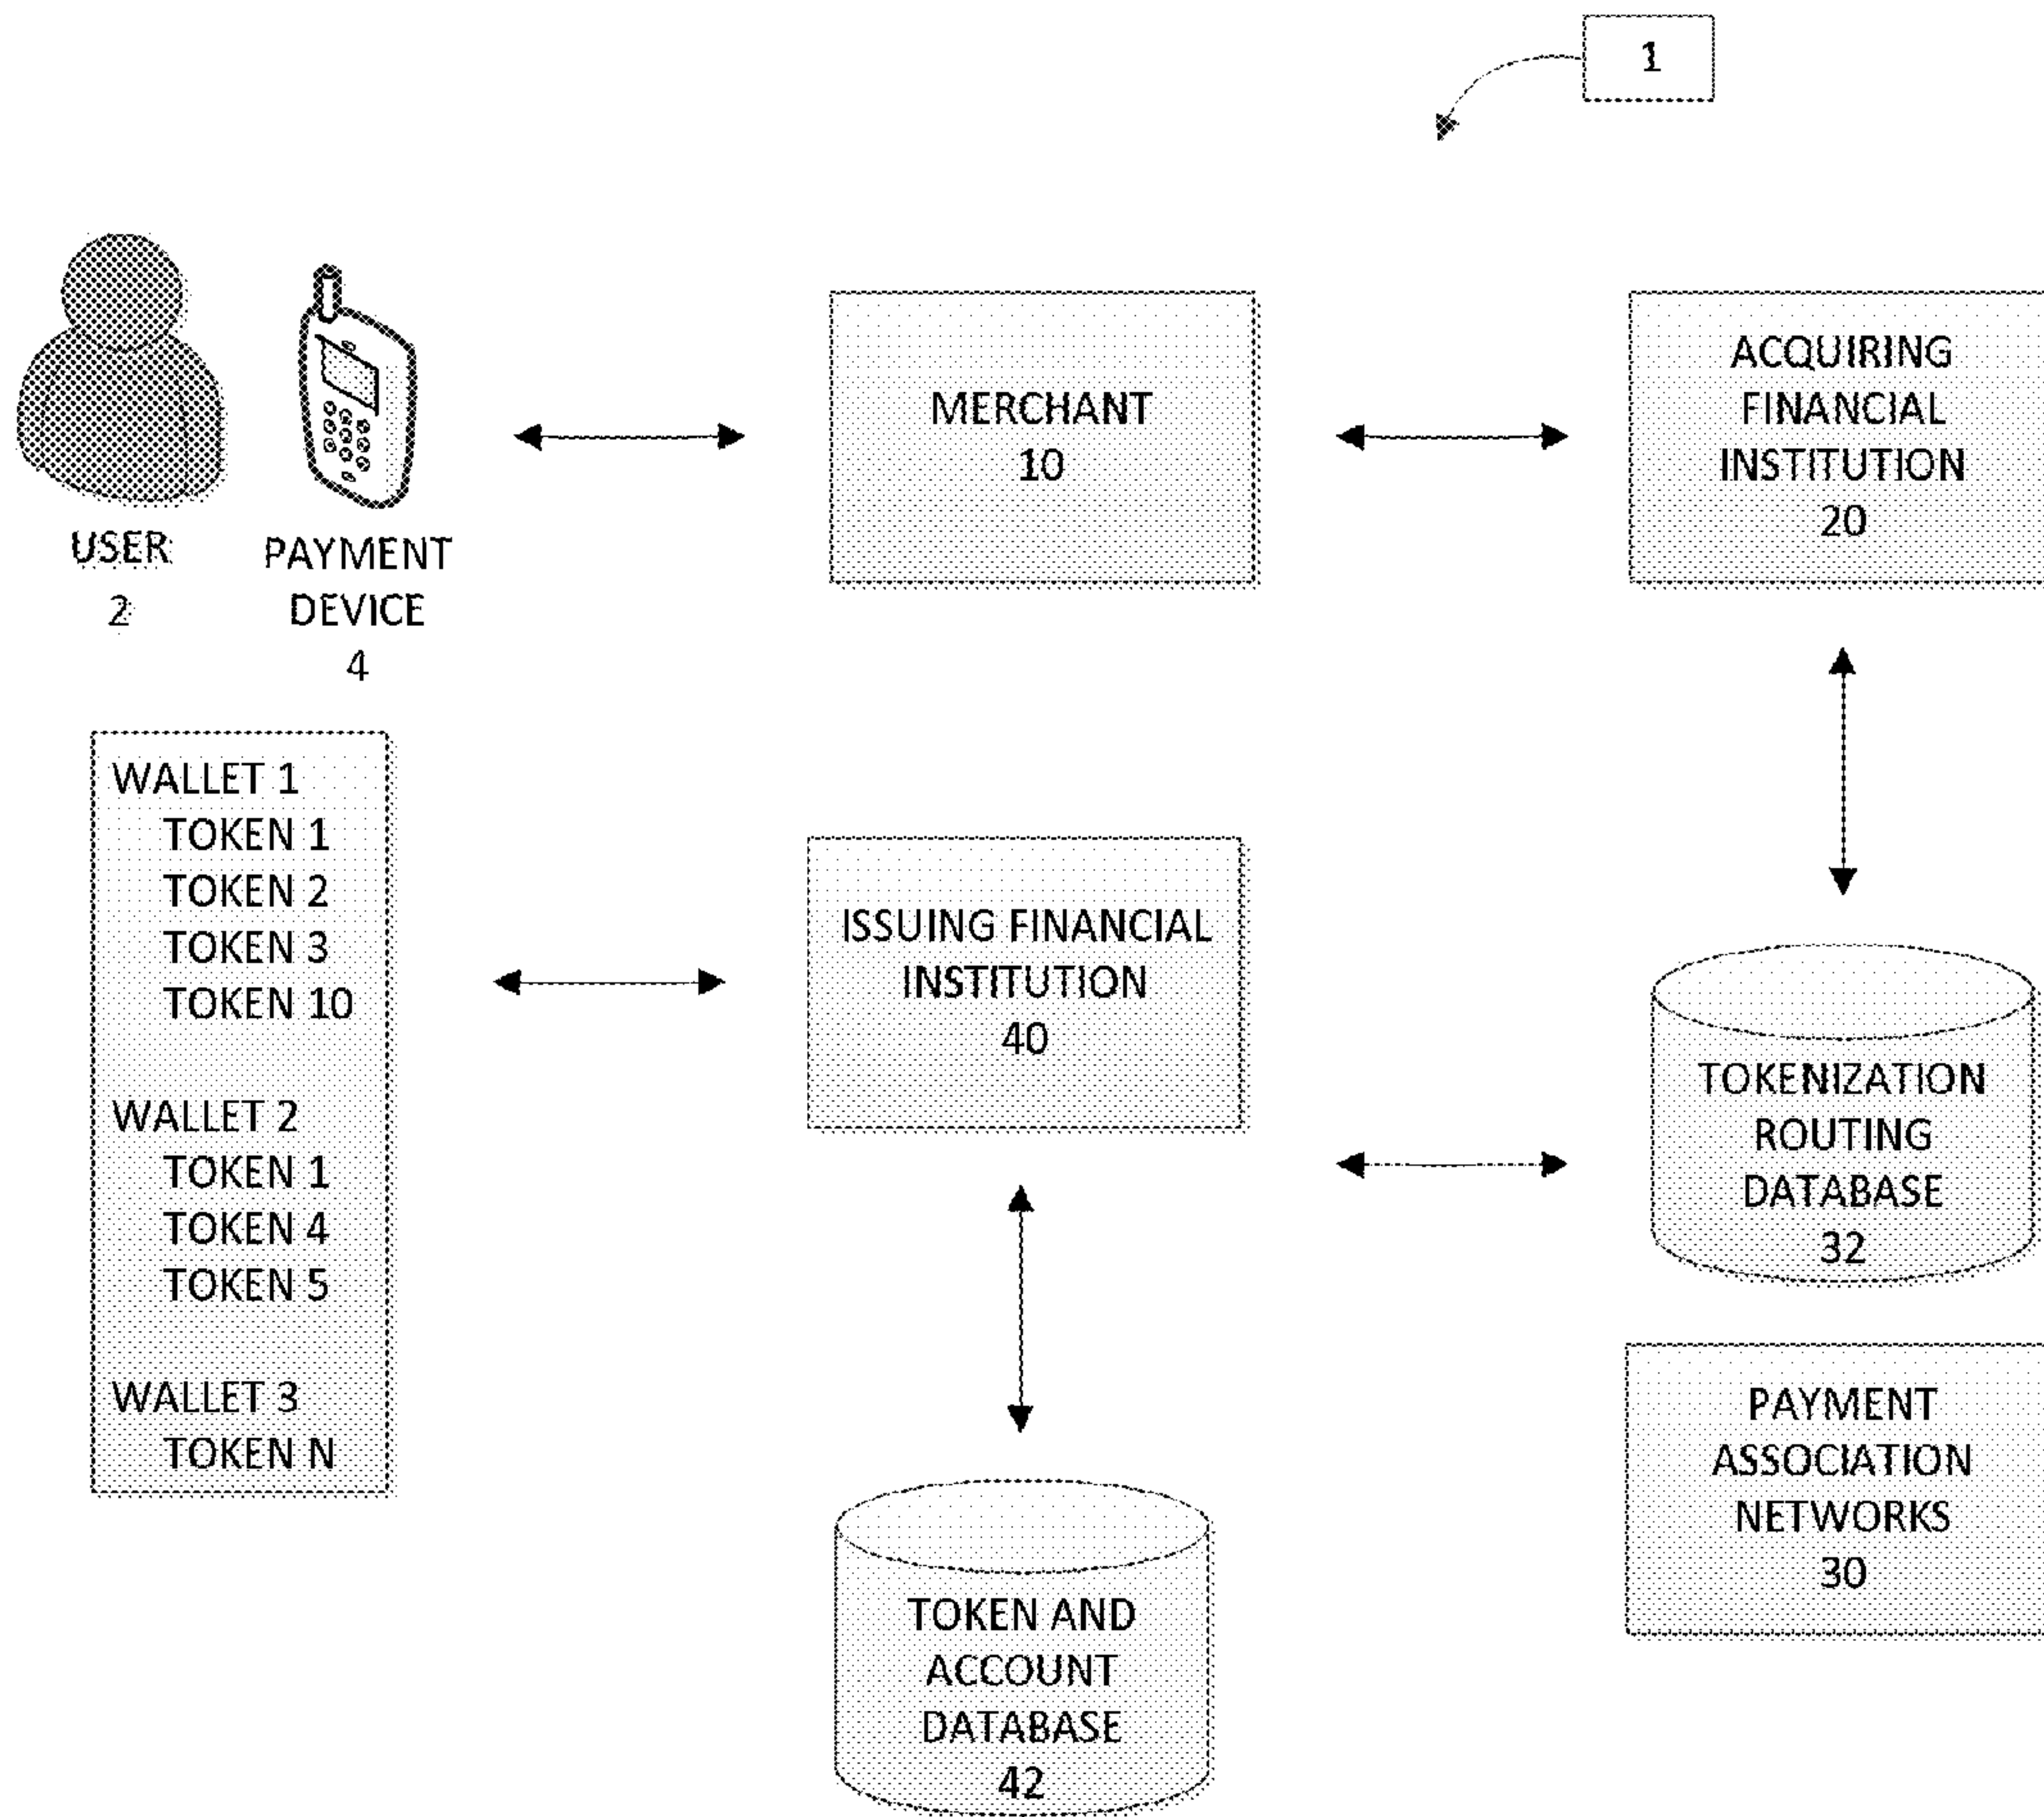 1
USER
2
PAYMENT
DEVICE
4
MERCHANT
10
ACQUIRING
FINANCIAL
INSTITUTION
20
WALLET 1
TOKEN 1
TOKEN 2
TOKEN 3
TOKEN 10
WALLET 2
TOKEN 1
TOKEN 4
TOKEN 5
WALLET 3
TOKEN N
ISSUING FINANCIAL
INSTITUTION
40
TOKENIZATION
ROUTING
DATABASE
32
PAYMENT
ASSOCIATION
NETWORKS
30
TOKEN AND
ACCOUNT
DATABASE
42